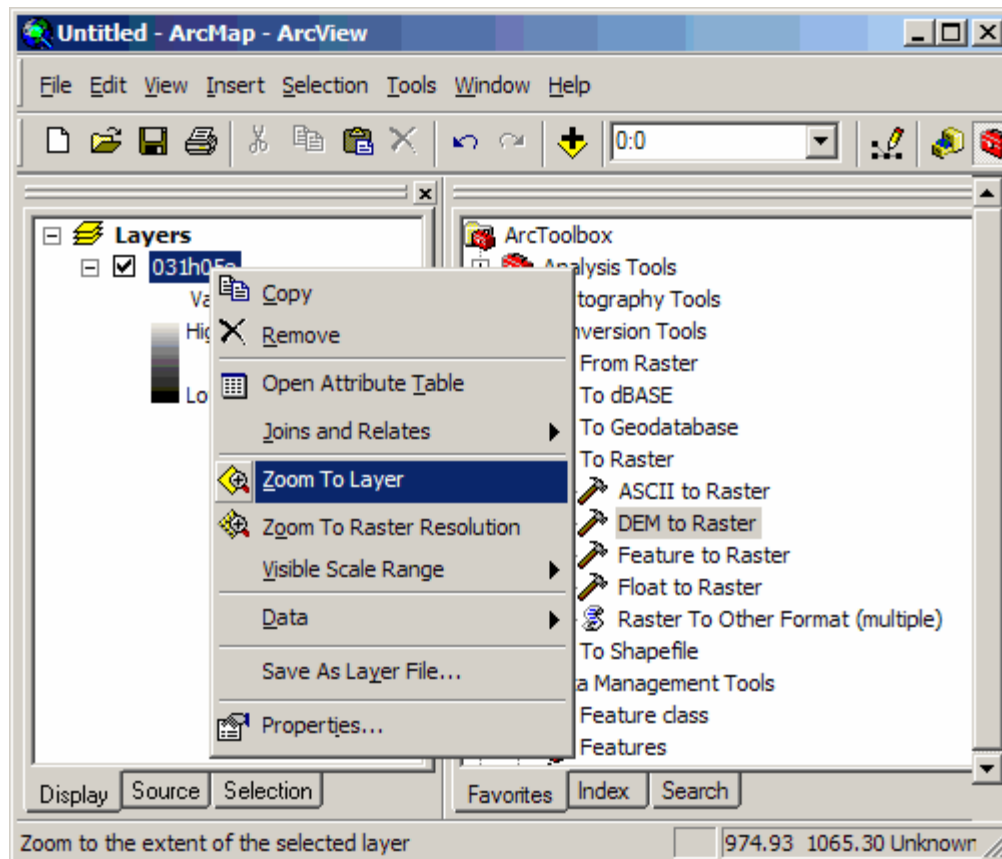 Untitled - ArcMap - ArcView
File Edit View Insert Selection Tools Window Help
0:0
Layers
031h05e
Copy
Remove
Open Attribute Table
Joins and Relates
Zoom To Layer
Zoom To Raster Resolution
Visible Scale Range
Data
Save As Layer File...
Properties...
Display Source Selection
ArcToolbox
Analysis Tools
tography Tools
version Tools
From Raster
To dBASE
To Geodatabase
To Raster
ASCII to Raster
DEM to Raster
Feature to Raster
Float to Raster
Raster To Other Format (multiple)
To Shapefile
a Management Tools
Feature class
Features
Favorites Index Search
Zoom to the extent of the selected layer
974.93 1065.30 Unknown